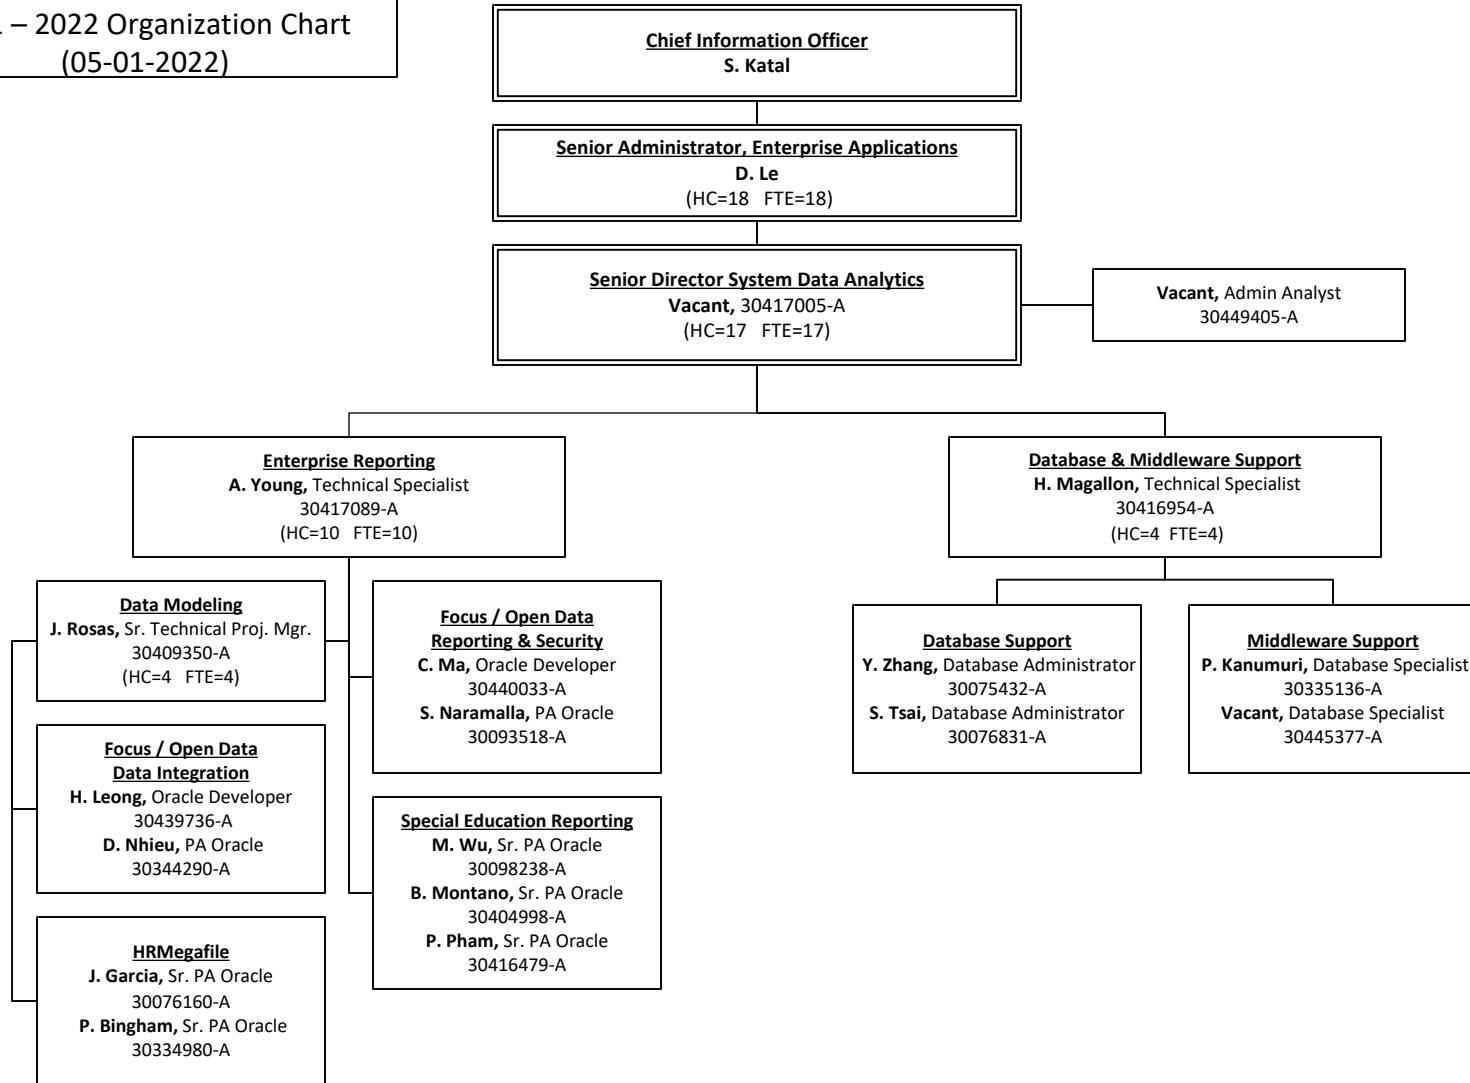 – 2022 Organization Chart
(05-01-2022)
Chief Information Officer
S. Katal
Senior Administrator, Enterprise Applications
D. Le
(HC=18 FTE=18)
Senior Director System Data Analytics
Vacant, 30417005-A
(HC=17 FTE=17)
Vacant, Admin Analyst
30449405-A
Enterprise Reporting
A. Young, Technical Specialist
30417089-A
(HC=10 FTE=10)
Database & Middleware Support
H. Magallon, Technical Specialist
30416954-A
(HC=4 FTE=4)
Data Modeling
J. Rosas, Sr. Technical Proj. Mgr.
30409350-A
(HC=4 FTE=4)
Focus / Open Data
Reporting & Security
C. Ma, Oracle Developer
30440033-A
S. Naramalla, PA Oracle
30093518-A
Database Support
Y. Zhang, Database Administrator
30075432-A
S. Tsai, Database Administrator
30076831-A
Middleware Support
P. Kanumuri, Database Specialist
30335136-A
Vacant, Database Specialist
30445377-A
Focus / Open Data
Data Integration
H. Leong, Oracle Developer
30439736-A
D. Nhieu, PA Oracle
30344290-A
Special Education Reporting
M. Wu, Sr. PA Oracle
30098238-A
B. Montano, Sr. PA Oracle
30404998-A
P. Pham, Sr. PA Oracle
30416479-A
HRMegafile
J. Garcia, Sr. PA Oracle
30076160-A
P. Bingham, Sr. PA Oracle
30334980-A